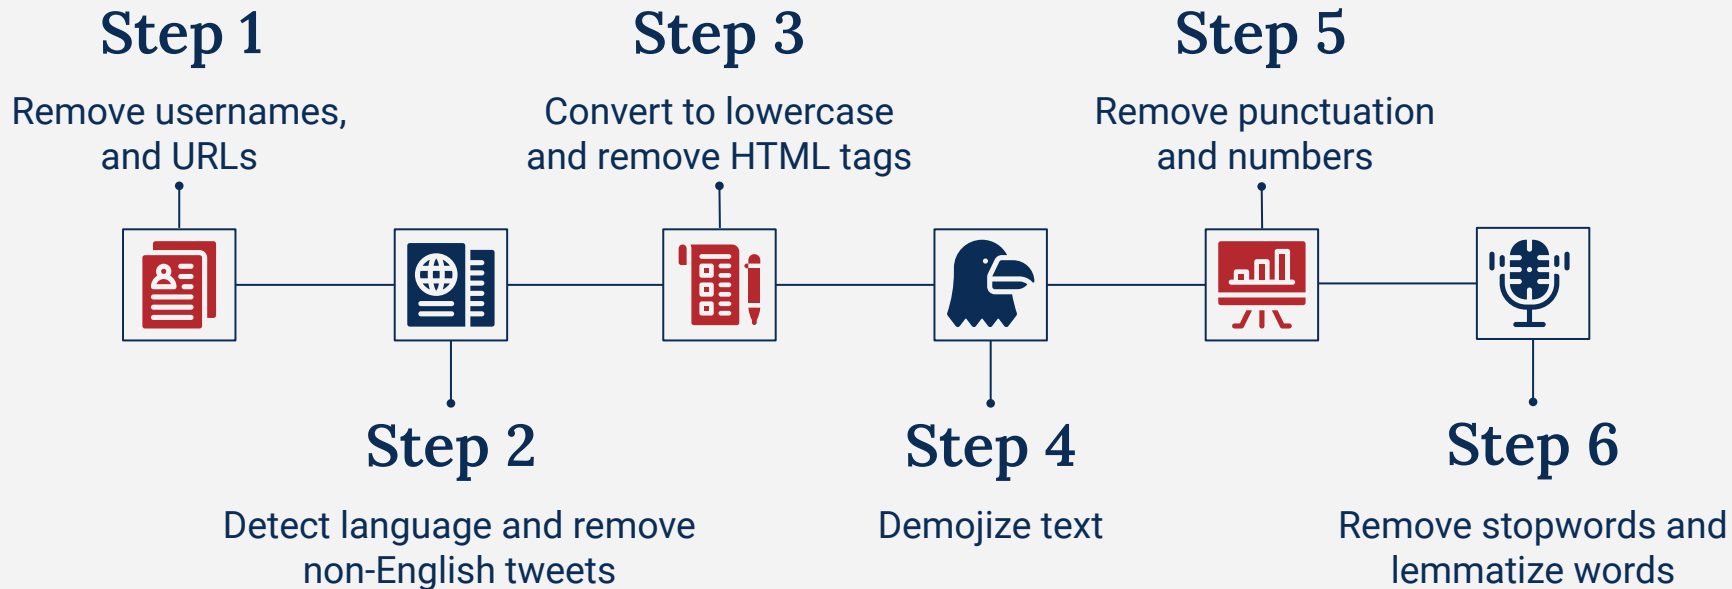 Step 1
Remove usernames,
and URLs
Step 2
Detect language and remove
non-English tweets
Step 3
Convert to lowercase
and remove HTML tags
Step 4
Demojize text
Step 5
Remove punctuation
and numbers
Step 6
Remove stopwords and
lemmatize words